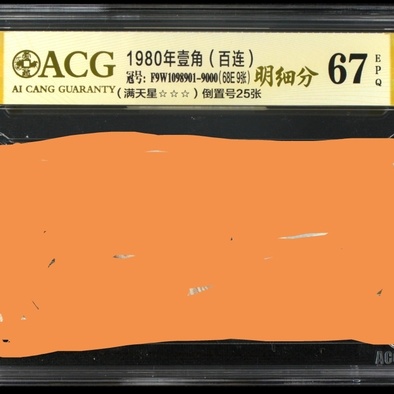 ACG
AI CANG GUARANTY
1980年壹角（百连）
冠号: F9W1098901-9000(68E 9张)
（满天星☆☆☆）倒置号25张
明细分
67
EPQ